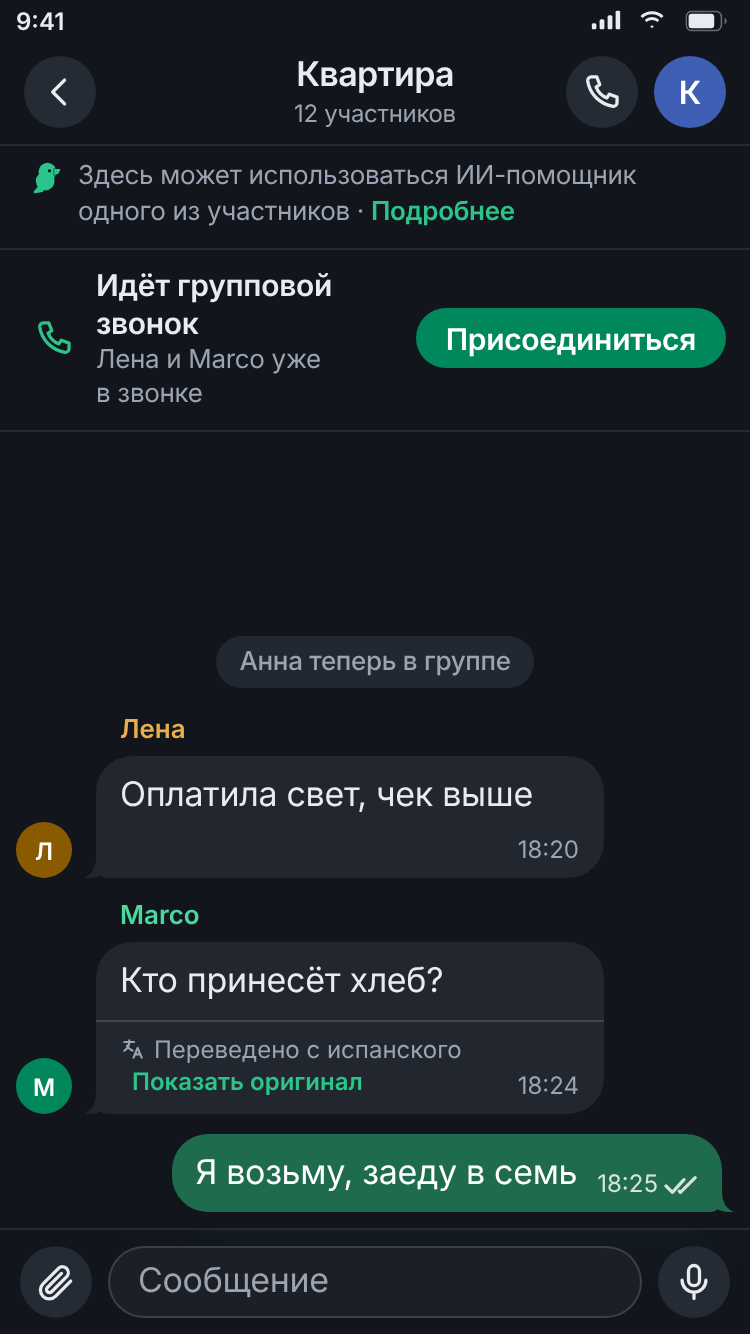 9:41
Квартира
12 участников
К
Здесь может использоваться ИИ-помощник
одного из участников · Подробнее
Идёт групповой
звонок
Лена и Marco уже
в звонке
Присоединиться
Анна теперь в группе
Лена
Оплатила свет, чек выше
18:20
Л
Marco
Кто принесёт хлеб?
Переведено с испанского
Показать оригинал
18:24
M
Я возьму, заеду в семь
18:25
Сообщение